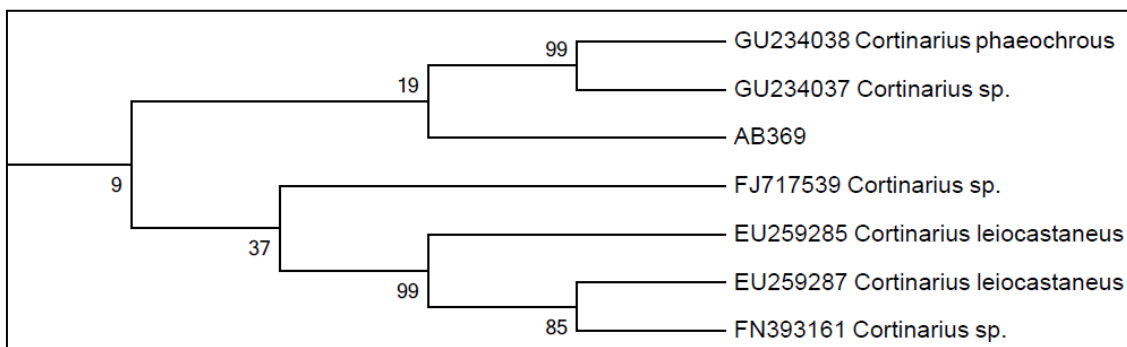 99
GU234038 Cortinarius phaeochrous
19
GU234037 Cortinarius sp.
AB369
9
FJ717539 Cortinarius sp.
37
EU259285 Cortinarius leiocastaneus
99
EU259287 Cortinarius leiocastaneus
85
FN393161 Cortinarius sp.